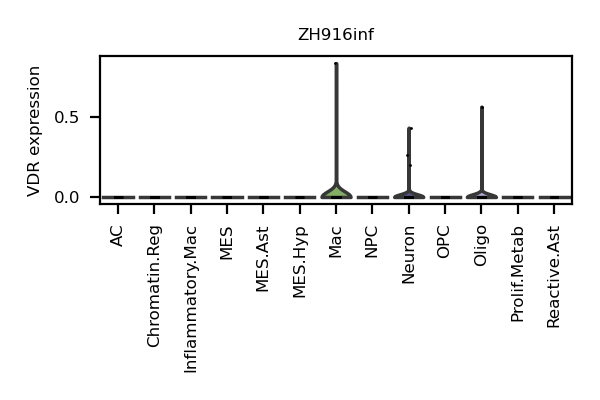 ZH916inf
VDR expression
0.5
0.0
AC
Chromatin.Reg
Inflammatory.Mac
MES
MES.Ast
MES.Hyp
Mac
NPC
Neuron
OPC
Oligo
Prolif.Metab
Reactive.Ast